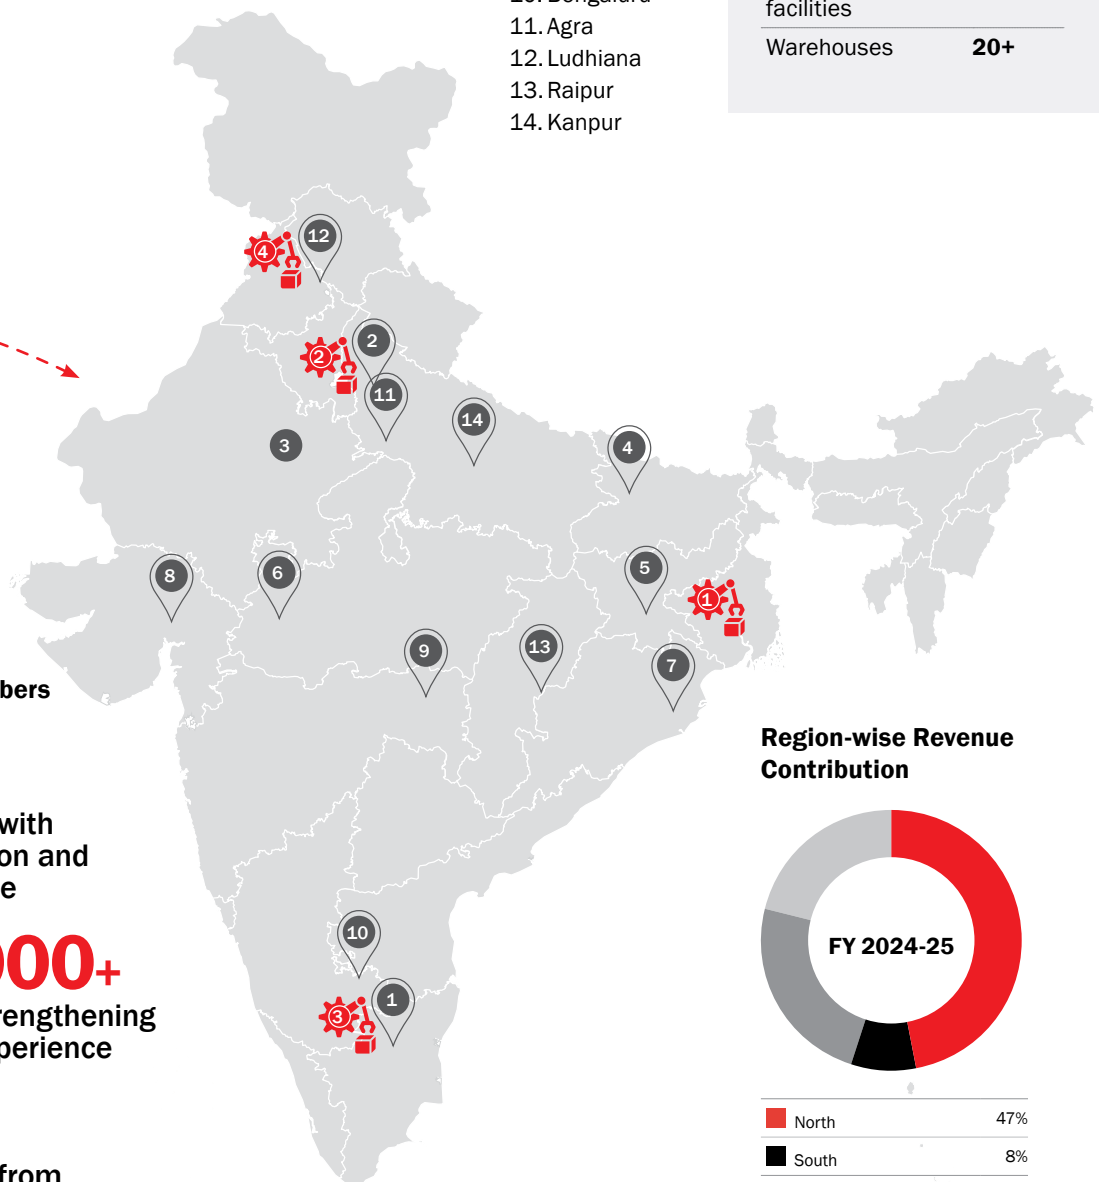 11. Agra
12. Ludhiana
13. Raipur
14. Kanpur
facilities
Warehouses 20+
4
12
2
2
11
14
3
4
8
6
5
1
9
13
7
10
3
1
with
on and
e
000+
rengthening
perience
from
Region-wise Revenue
Contribution
FY 2024-25
North 47%
South 8%